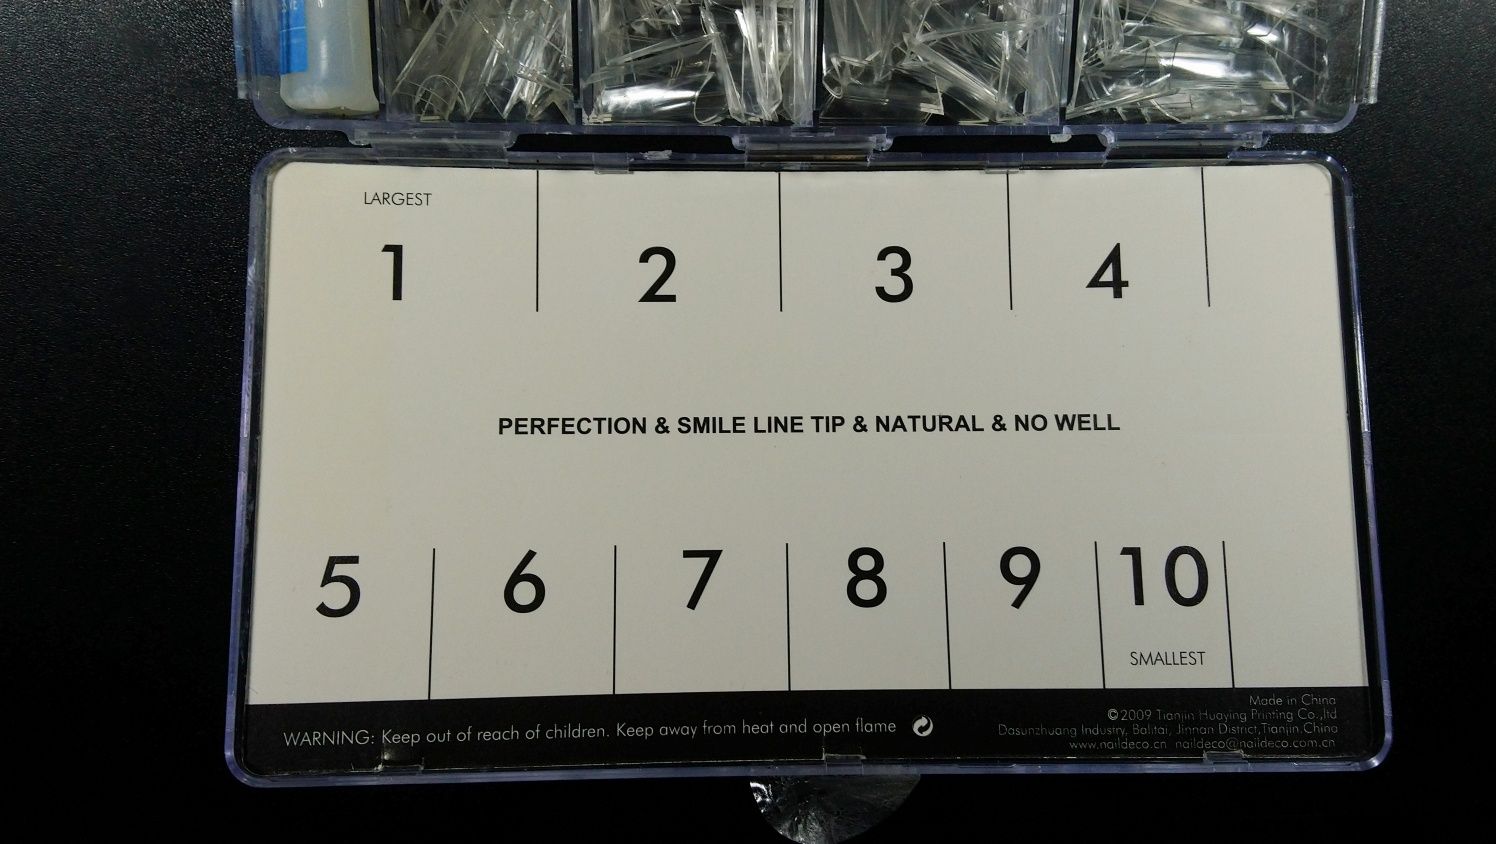 LARGEST
1 2 3 4
PERFECTION & SMILE LINE TIP & NATURAL & NO WELL
5 6 7 8 9 10
SMALLEST
WARNING: Keep out of reach of children. Keep away from heat and open flame
Made in China
©2009 Tianjin Huaying Printing Co.,ltd
Dasunzhuang Industry, Balitai, Jinnan District,Tianjin.China
www.naildeco.cn naildeco@naildeco.com.cn